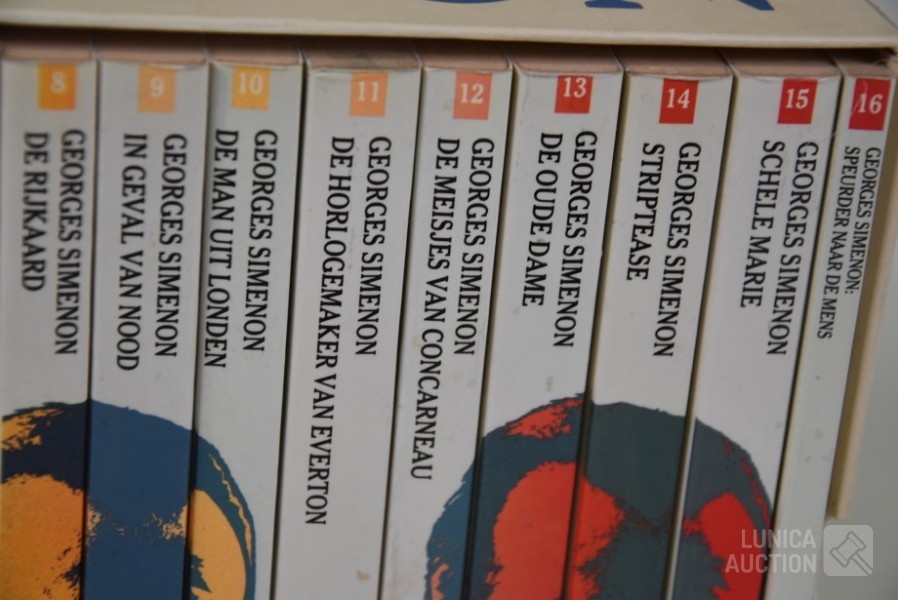 8
GEORGES SIMENON
DE RIJKAARD
9
GEORGES SIMENON
IN GEVAL VAN NOOD
10
GEORGES SIMENON
DE MAN UIT LONDEN
11
GEORGES SIMENON
DE HORLOGEMAKER VAN EVERTON
12
GEORGES SIMENON
DE MEISJES VAN CONCARNEAU
13
GEORGES SIMENON
DE OUDE DAME
14
GEORGES SIMENON
STRIPTEASE
15
GEORGES SIMENON
SCHELE MARIE
16
GEORGES SIMENON:
SPEURDER NAAR DE MENS
LUNICA
AUCTION